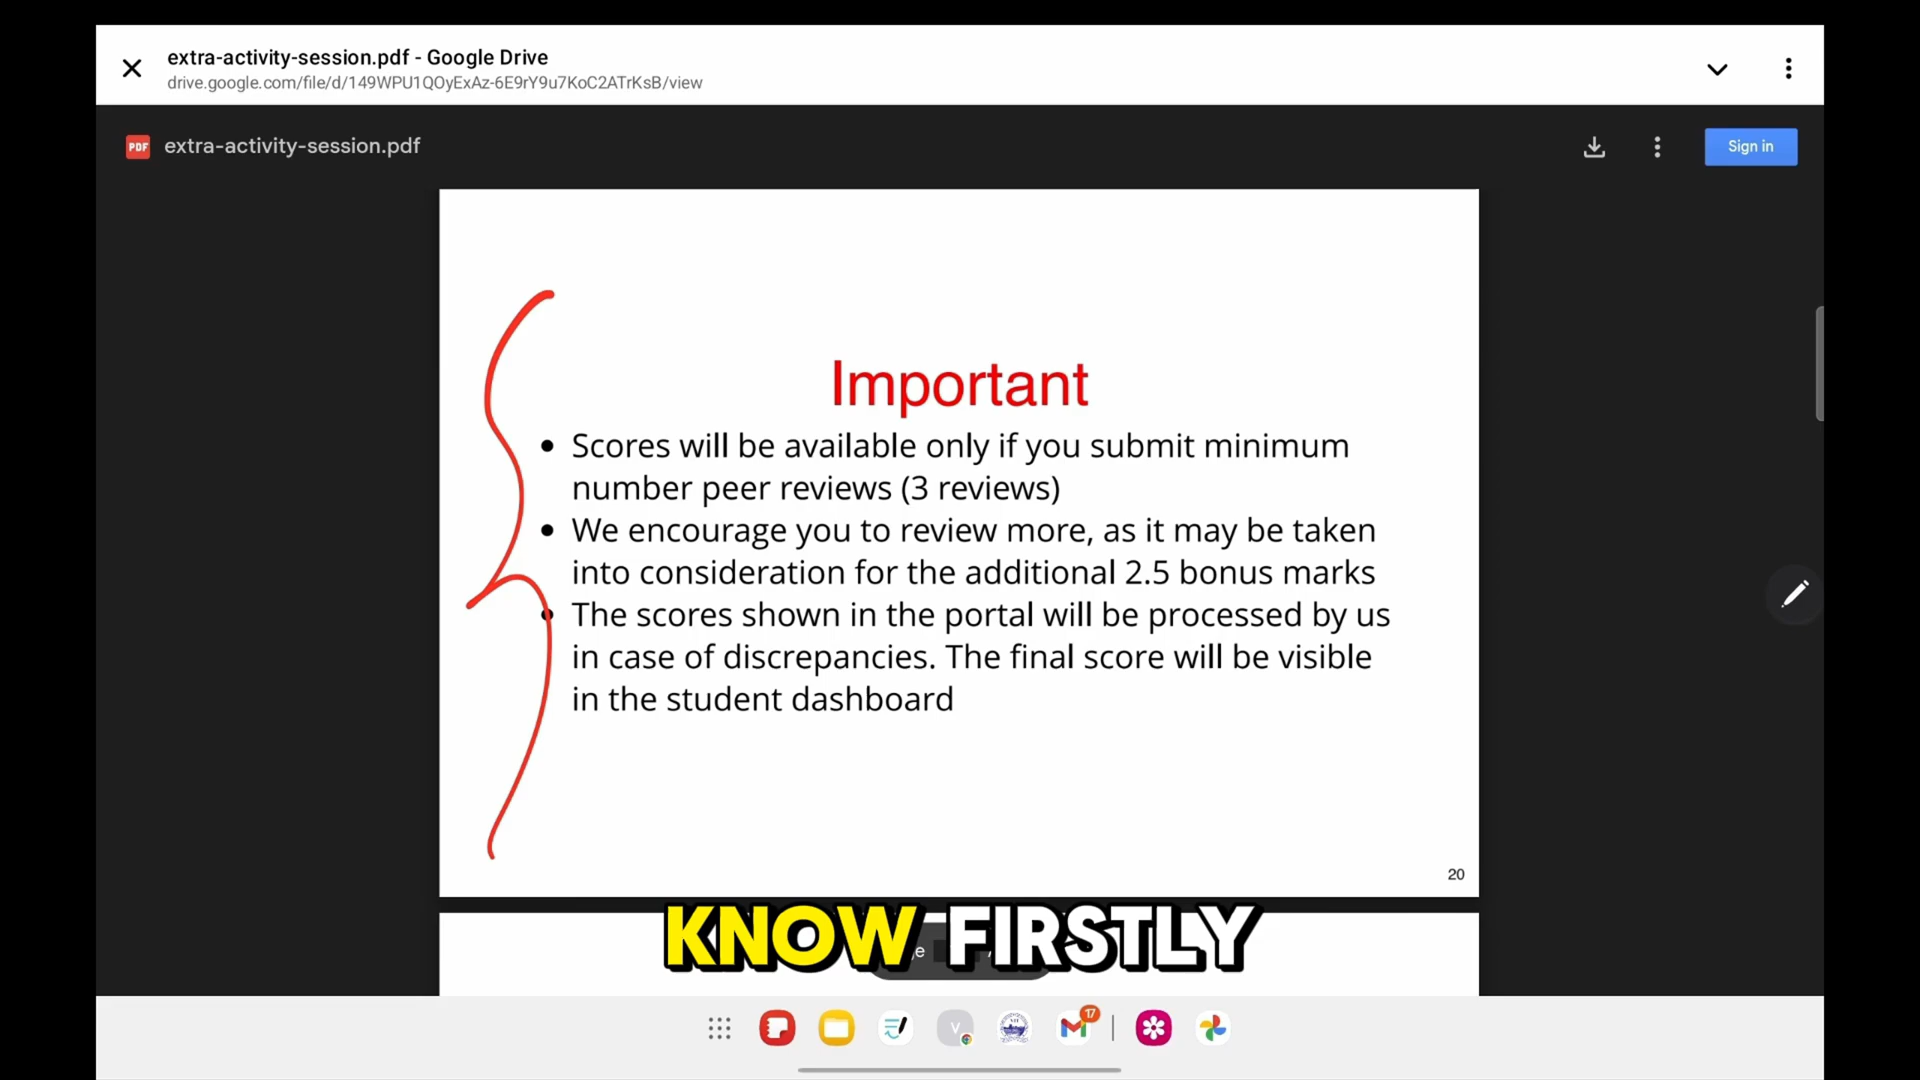 extra-activity-session.pdf - Google Drive
drive.google.com/file/d/149WPU1QOyExAz-6E9rY9u7KoC2ATrKsB/view
PDF extra-activity-session.pdf
Sign in
Important
• Scores will be available only if you submit minimum
number peer reviews (3 reviews)
• We encourage you to review more, as it may be taken
into consideration for the additional 2.5 bonus marks
• The scores shown in the portal will be processed by us
in case of discrepancies. The final score will be visible
in the student dashboard
20
KNOW FIRSTLY
V
17